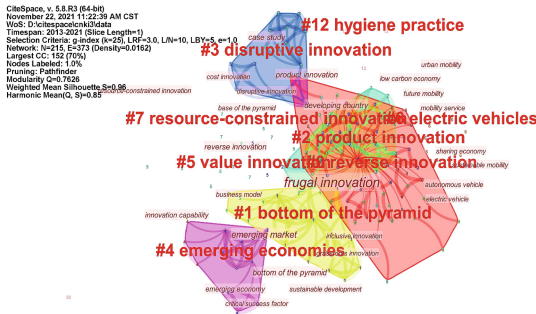 CiteSpace, v. 5.8.R3 (64-bit)
November 22, 2021 11:22:39 AM CST
WoS: D:\citespace\cnki3\data
Timespan: 2013-2021 (Slice Length=1)
Selection Criteria: g-index (k=25), LRF=3.0, L/N=10, LBY=5, e=1.0
Network: N=215, E=373 (Density=0.0162)
Largest CC: 152 (70%)
Nodes Labeled: 1.0%
Pruning: Pathfinder
Modularity Q=0.7626
Weighted Mean Silhouette S=0.96
Harmonic Mean(Q, S)=0.85
#12 hygiene practice
case study
#3 disruptive innovation
urban mobility
cost innovation
product innovation
low carbon economy
disruptive innovation
future mobility
base of the pyramid
developing country
mobility service
#7 resource-constrained innovation
electric vehicles
#2 product innovation
reverse innovation
sharing economy
#5 value innovation
reverse innovation
sustainable mobility
frugal innovation
autonomous vehicle
business model
electric vehicle
innovation capability
#1 bottom of the pyramid
emerging market
inclusive innovation
#4 emerging economies
grassroots innovation
bottom of the pyramid
emerging economy
sustainable development
critical success factor